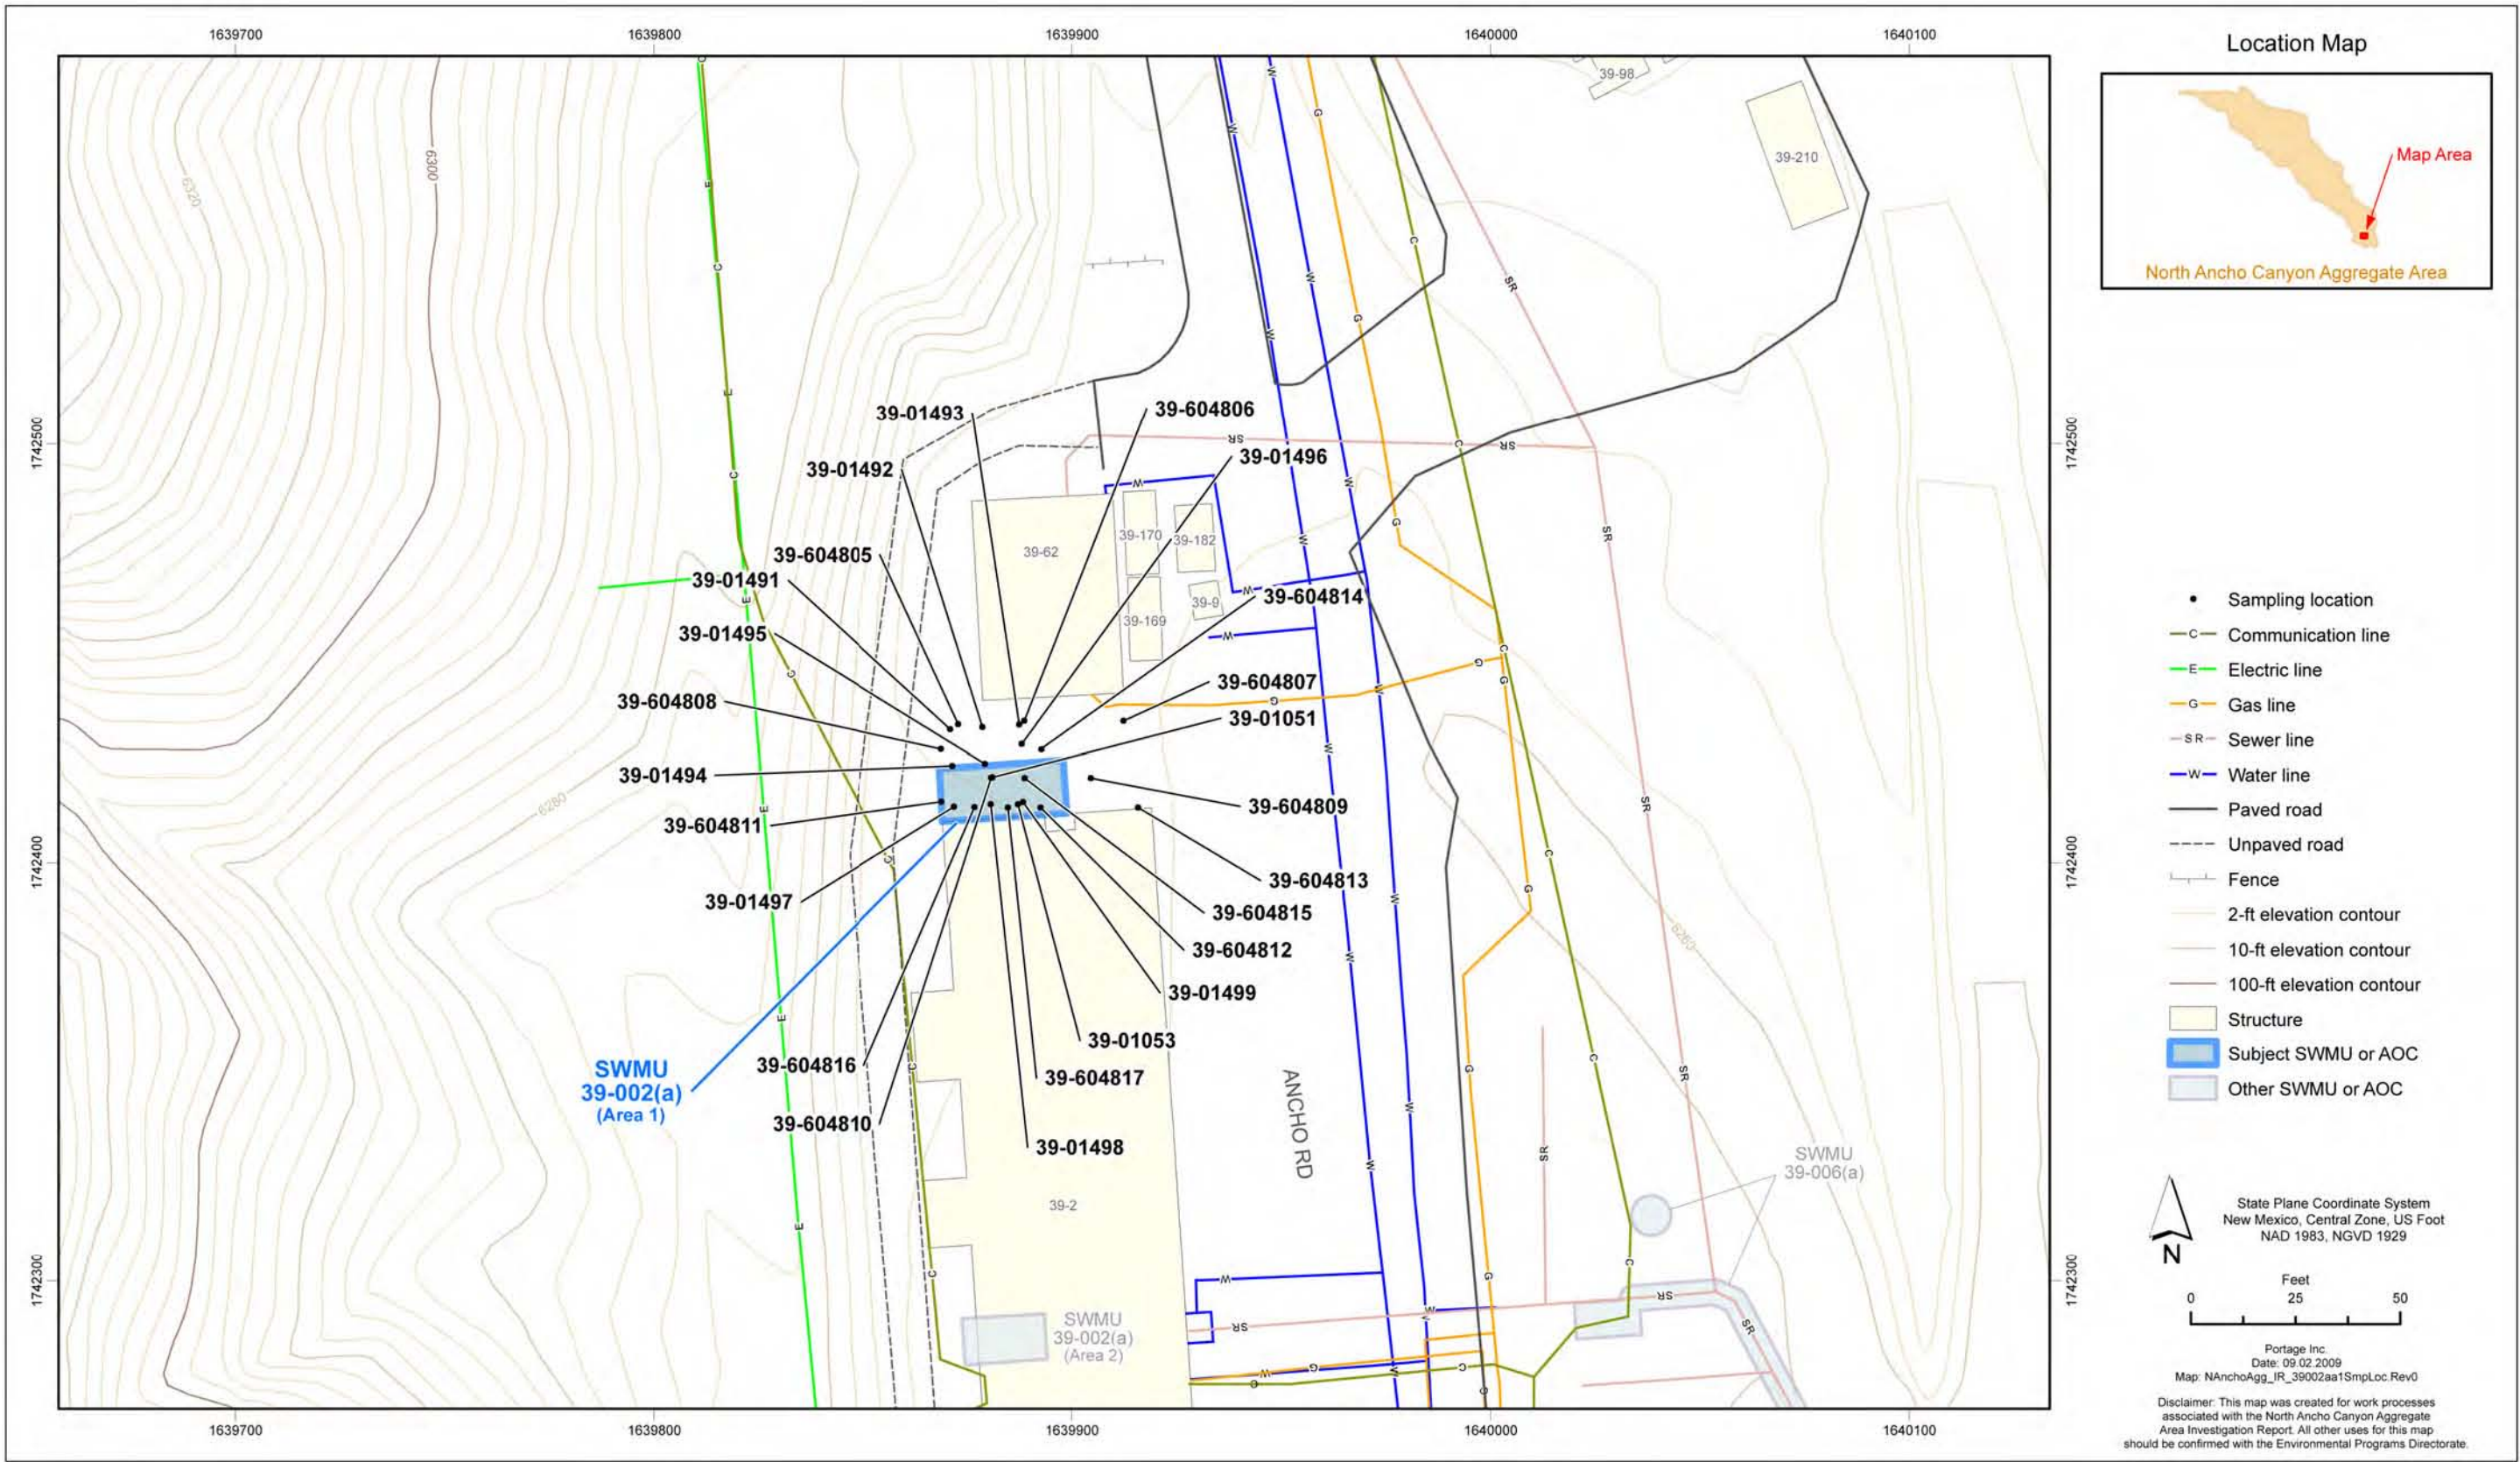 1639700
1639800
1639900
1640000
1640100
Location Map
Map Area
North Ancho Canyon Aggregate Area
39-98
39-210
6320
6300
1742500
1742500
39-01493
39-604806
39-01496
39-01492
39-170
39-182
39-62
39-604805
39-01491
39-604814
39-9
39-169
39-01495
39-604807
39-604808
39-01051
39-01494
6280
39-604809
39-604811
1742400
1742400
39-604813
39-01497
39-604815
6260
39-604812
39-01499
39-01053
39-604816
39-604817
SWMU
39-002(a)
(Area 1)
39-604810
39-01498
ANCHO RD
39-2
SWMU
39-006(a)
1742300
1742300
SWMU
39-002(a)
(Area 2)
1639700
1639800
1639900
1640000
1640100
Sampling location
C Communication line
E Electric line
G Gas line
S R Sewer line
W Water line
Paved road
Unpaved road
Fence
2-ft elevation contour
10-ft elevation contour
100-ft elevation contour
Structure
Subject SWMU or AOC
Other SWMU or AOC
N
State Plane Coordinate System
New Mexico, Central Zone, US Foot
NAD 1983, NGVD 1929
Feet
0 25 50
Portage Inc.
Date: 09.02.2009
Map: NAnchoAgg_IR_39002aa1SmpLoc.Rev0
Disclaimer: This map was created for work processes
associated with the North Ancho Canyon Aggregate
Area Investigation Report. All other uses for this map
should be confirmed with the Environmental Programs Directorate.